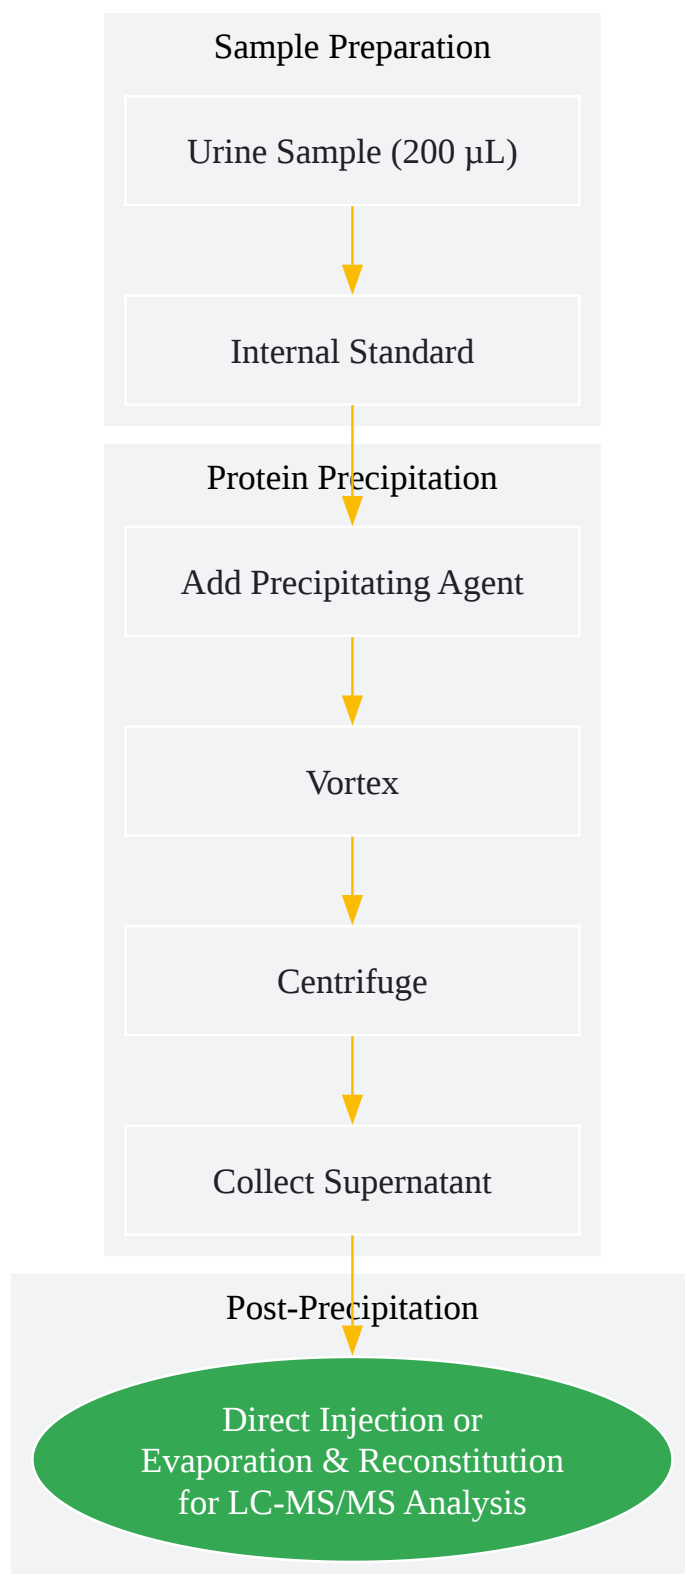 Sample Preparation
Urine Sample (200 µL)
Internal Standard
Protein Precipitation
Add Precipitating Agent
Vortex
Centrifuge
Collect Supernatant
Post-Precipitation
Direct Injection or
Evaporation & Reconstitution
for LC-MS/MS Analysis